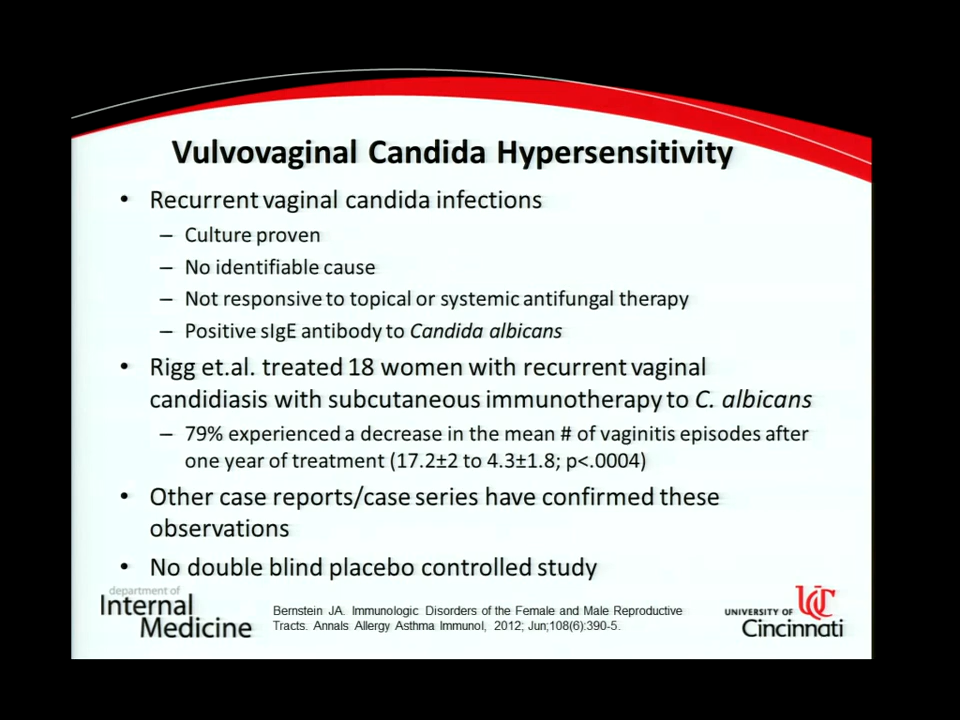 Vulvovaginal Candida Hypersensitivity
• Recurrent vaginal candida infections
– Culture proven
– No identifiable cause
– Not responsive to topical or systemic antifungal therapy
– Positive sIgE antibody to Candida albicans
• Rigg et.al. treated 18 women with recurrent vaginal
candidiasis with subcutaneous immunotherapy to C. albicans
– 79% experienced a decrease in the mean # of vaginitis episodes after
one year of treatment (17.2±2 to 4.3±1.8; p<.0004)
• Other case reports/case series have confirmed these
observations
• No double blind placebo controlled study
department of
Internal
Medicine
Bernstein JA. Immunologic Disorders of the Female and Male Reproductive
Tracts. Annals Allergy Asthma Immunol, 2012; Jun;108(6):390-5.
UNIVERSITY OF UC
Cincinnati